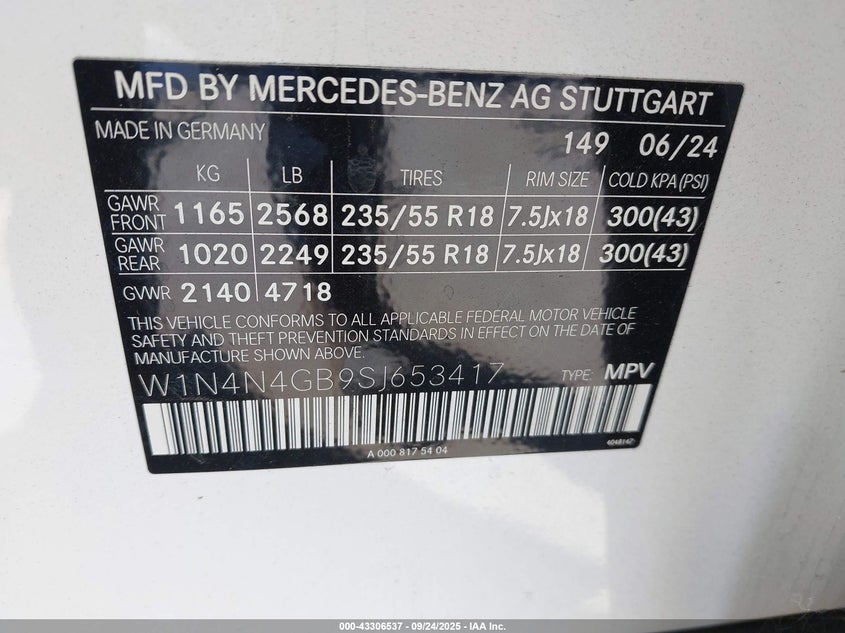 MFD BY MERCEDES-BENZ AG STUTTGART
MADE IN GERMANY 149 06/24
KG LB TIRES RIM SIZE COLD KPA (PSI)
GAWR FRONT 1165 2568 235/55 R18 7.5Jx18 300(43)
GAWR REAR 1020 2249 235/55 R18 7.5Jx18 300(43)
GVWR 2140 4718
THIS VEHICLE CONFORMS TO ALL APPLICABLE FEDERAL MOTOR VEHICLE
SAFETY AND THEFT PREVENTION STANDARDS IN EFFECT ON THE DATE OF
MANUFACTURE SHOWN ABOVE.
W1N4N4GB9SJ653417 TYPE: MPV
A 000 817 54 04 4048147
000-43306537 - 09/24/2025 - IAA Inc.